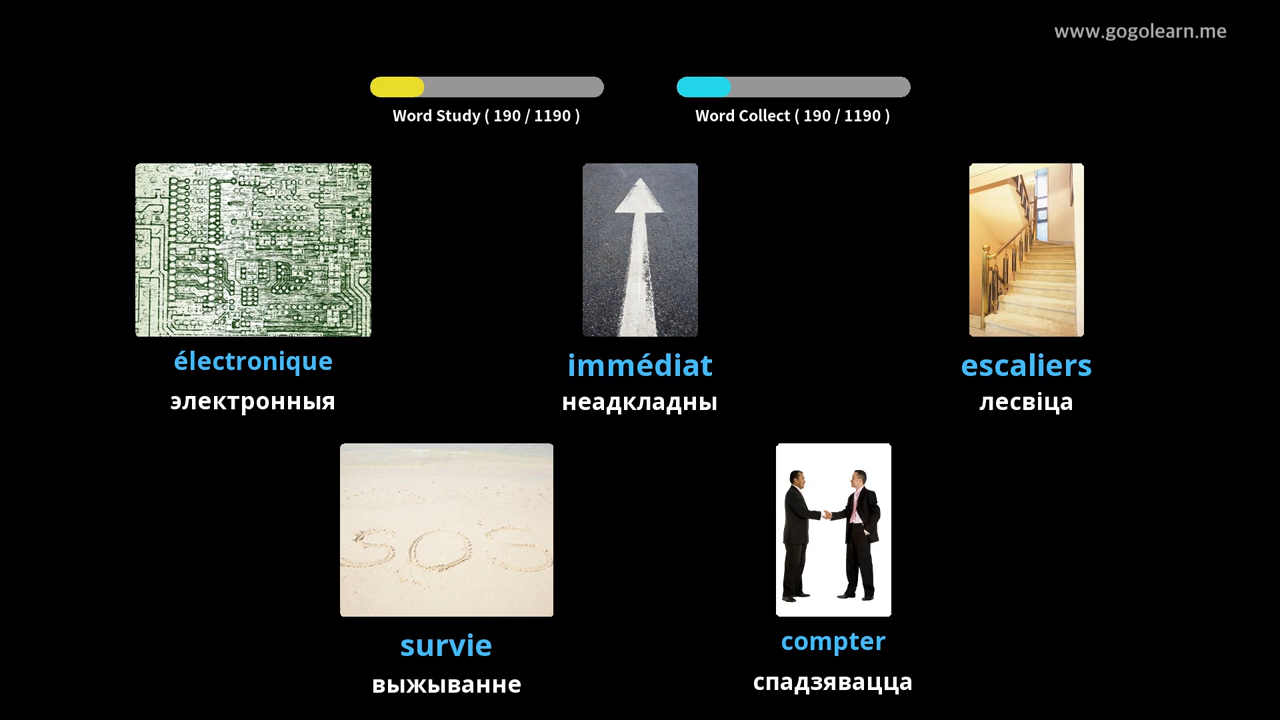 www.gogolearn.me
Word Study ( 190 / 1190 )
Word Collect ( 190 / 1190 )
électronique
электронныя
immédiat
неадкладны
escaliers
лесвіца
SOS
survie
выжыванне
compter
спадзявацца